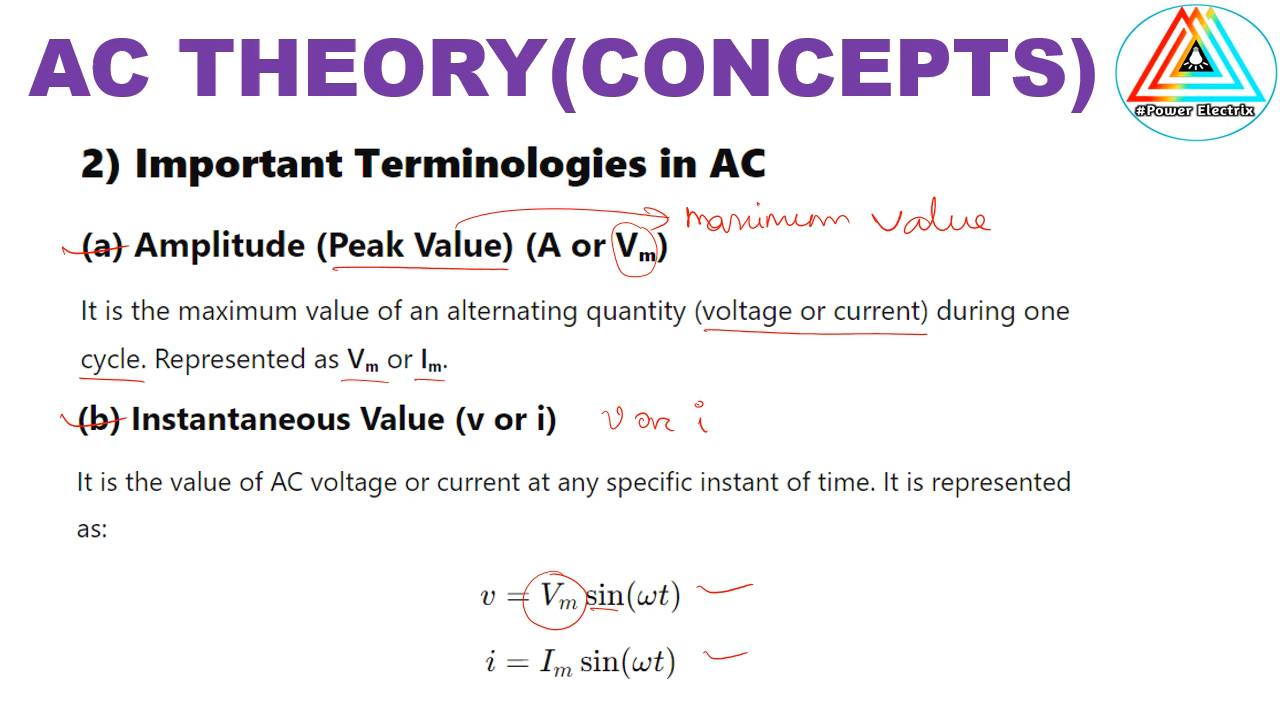 AC THEORY(CONCEPTS)
#Power Electrix
2) Important Terminologies in AC
maximum value
(a) Amplitude (Peak Value) (A or Vₘ)
It is the maximum value of an alternating quantity (voltage or current) during one
cycle. Represented as Vₘ or Iₘ.
(b) Instantaneous Value (v or i) v or i
It is the value of AC voltage or current at any specific instant of time. It is represented
as:
v = Vₘ sin(ωt)
i = Iₘ sin(ωt)